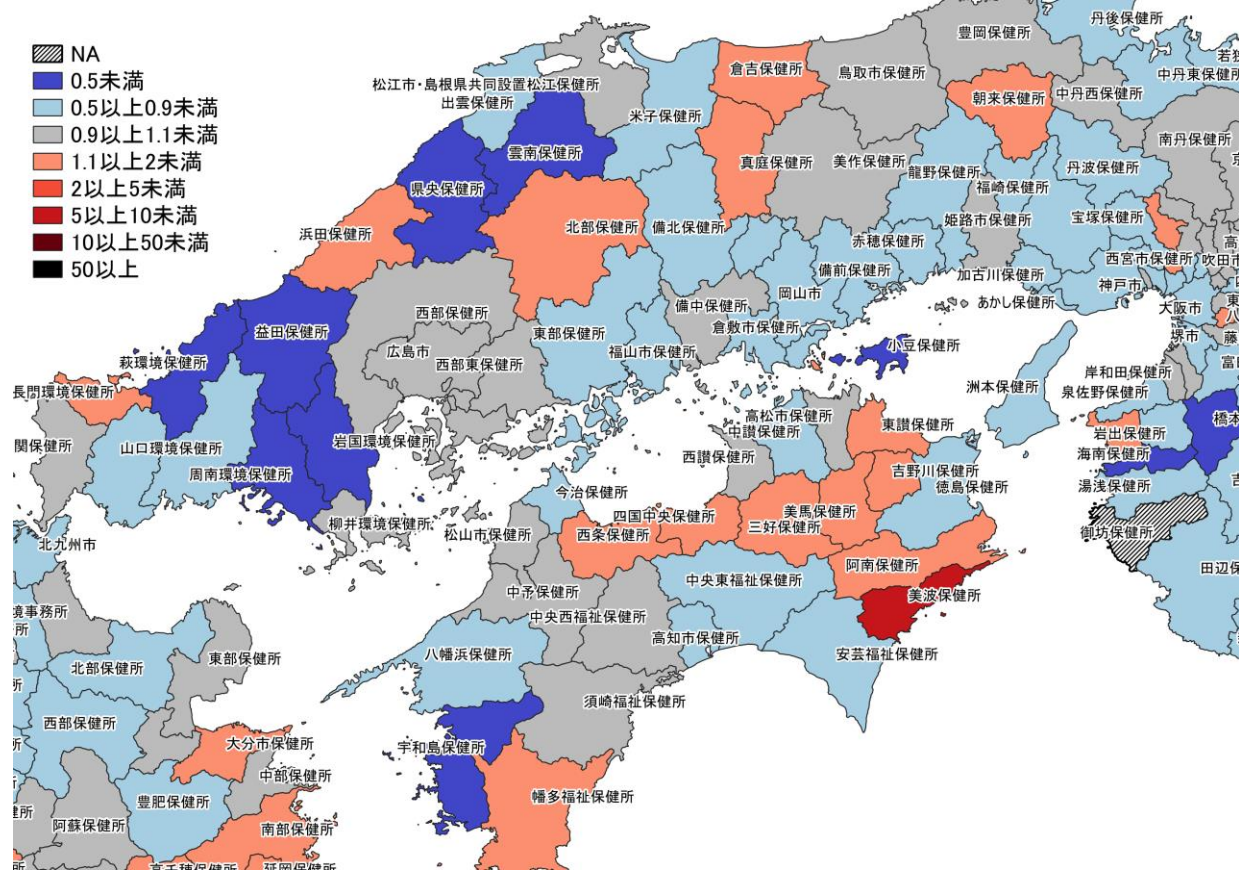 NA
0.5未満
0.5以上0.9未満
0.9以上1.1未満
1.1以上2未満
2以上5未満
5以上10未満
10以上50未満
50以上
丹後保健所
豊岡保健所
若狭
中丹東保健所
松江市・島根県共同設置松江保健所
出雲保健所
倉吉保健所
鳥取市保健所
朝来保健所
中丹西保健所
米子保健所
南丹保健所
雲南保健所
真庭保健所
美作保健所
龍野保健所
福崎保健所
丹波保健所
県央保健所
浜田保健所
北部保健所
備北保健所
赤穂保健所
姫路市保健所
宝塚保健所
西宮市保健所
吹田市
備前保健所
加古川保健所
神戸市
岡山市
あかし保健所
大阪市
堺市
西部保健所
備中保健所
倉敷市保健所
益田保健所
広島市
西部東保健所
東部保健所
福山市保健所
小豆保健所
萩環境保健所
長門環境保健所
洲本保健所
岸和田保健所
泉佐野保健所
富田
藤
関保健所
山口環境保健所
岩国環境保健所
周南環境保健所
高松市保健所
中讃保健所
東讃保健所
西讃保健所
岩出保健所
橋本
海南保健所
湯浅保健所
吉野川保健所
徳島保健所
今治保健所
四国中央保健所
美馬保健所
三好保健所
西条保健所
柳井環境保健所
松山市保健所
北九州市
御坊保健所
阿南保健所
中央東福祉保健所
美波保健所
田辺保
中予保健所
中央西福祉保健所
高知市保健所
安芸福祉保健所
境事務所
所
北部保健所
東部保健所
八幡浜保健所
須崎福祉保健所
西部保健所
大分市保健所
宇和島保健所
中部保健所
幡多福祉保健所
豊肥保健所
阿蘇保健所
南部保健所
高千穂保健所
延岡保健所